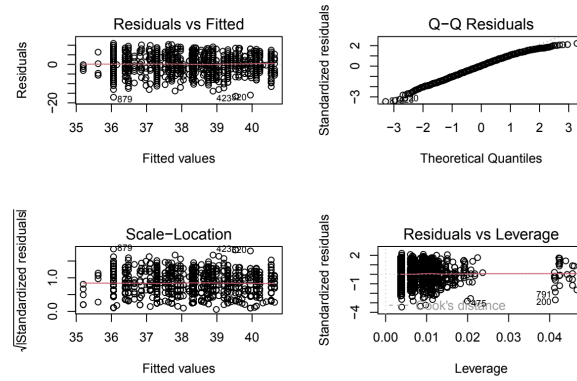 Residuals vs Fitted
Residuals
0
−20
879
423
520
35 36 37 38 39 40
Fitted values
Q−Q Residuals
Standardized residuals
2
−3
−3 −2 −1 0 1 2 3
Theoretical Quantiles
Scale−Location
√|Standardized residuals|
1.0
0.0
879
423
520
35 36 37 38 39 40
Fitted values
Residuals vs Leverage
Standardized residuals
2
−1
−4
475
791
200
Cook's distance
0.00 0.01 0.02 0.03 0.04
Leverage